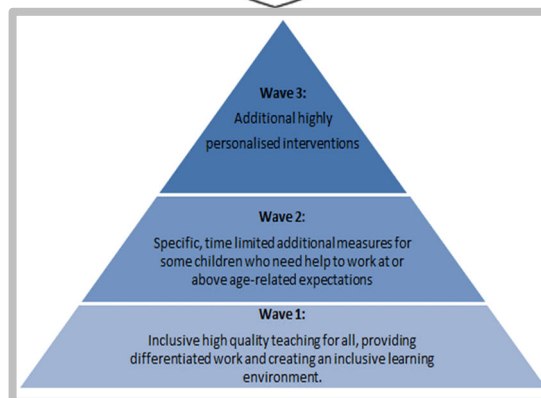 Wave 3:
Additional highly
personalised interventions
Wave 2:
Specific, time limited additional measures for
some children who need help to work at or
above age-related expectations
Wave 1:
Inclusive high quality teaching for all, providing
differentiated work and creating an inclusive learning
environment.